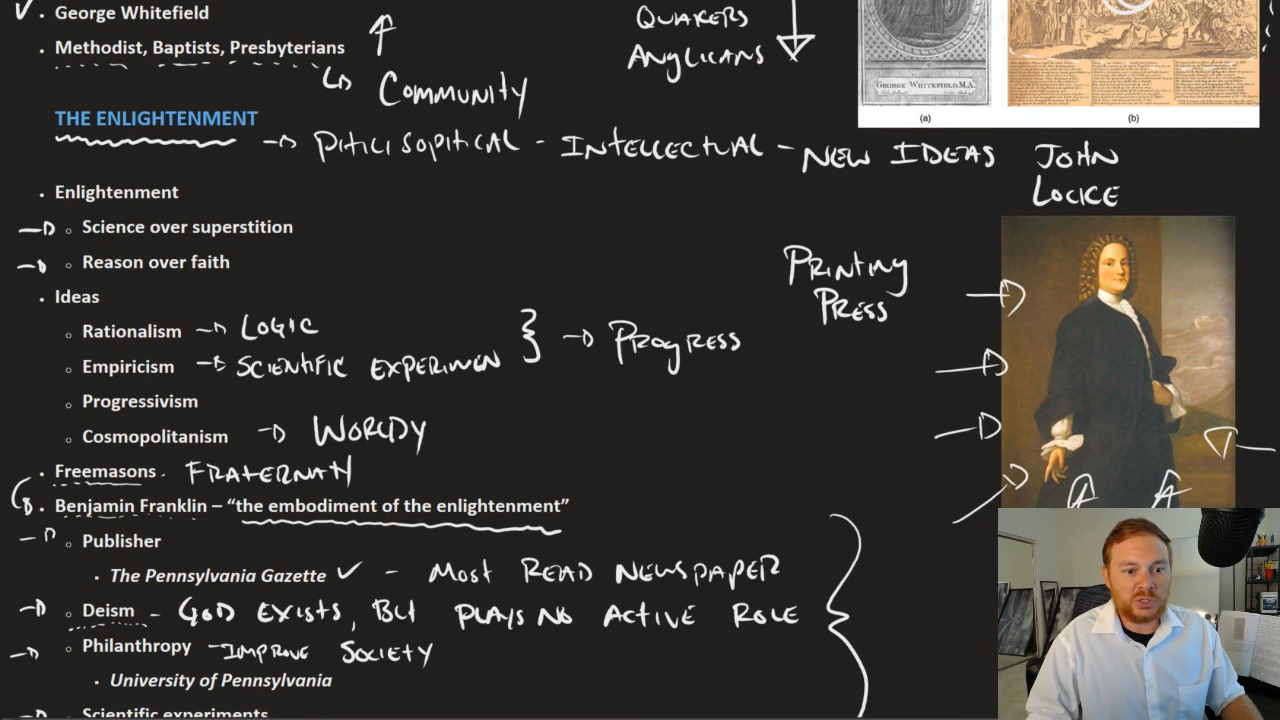 ✓ • George Whitefield
• Methodist, Baptists, Presbyterians
QUAKERS
ANGLICANS
↳ COMMUNITY
GEORGE WHITEFIELD, M.A.
(a)
(b)
THE ENLIGHTENMENT
→ PHILISOPHICAL - INTELLECTUAL - NEW IDEAS
JOHN
LOCKE
• Enlightenment
→ ○ Science over superstition
→ ○ Reason over faith
• Ideas
○ Rationalism → LOGIC
○ Empiricism → SCIENTIFIC EXPERIMEN } → PROGRESS
PRINTING
PRESS
○ Progressivism
○ Cosmopolitanism → WORLDY
• Freemasons - FRATERNAH
• Benjamin Franklin – “the embodiment of the enlightenment”
→ ○ Publisher
▪ The Pennsylvania Gazette ✓ - MOST READ NEWSPAPER
→ ○ Deism - GOD EXISTS, BUT PLAYS NO ACTIVE ROLE
→ ○ Philanthropy - IMPROVE SOCIETY
▪ University of Pennsylvania
→ ○ Scientific experiments